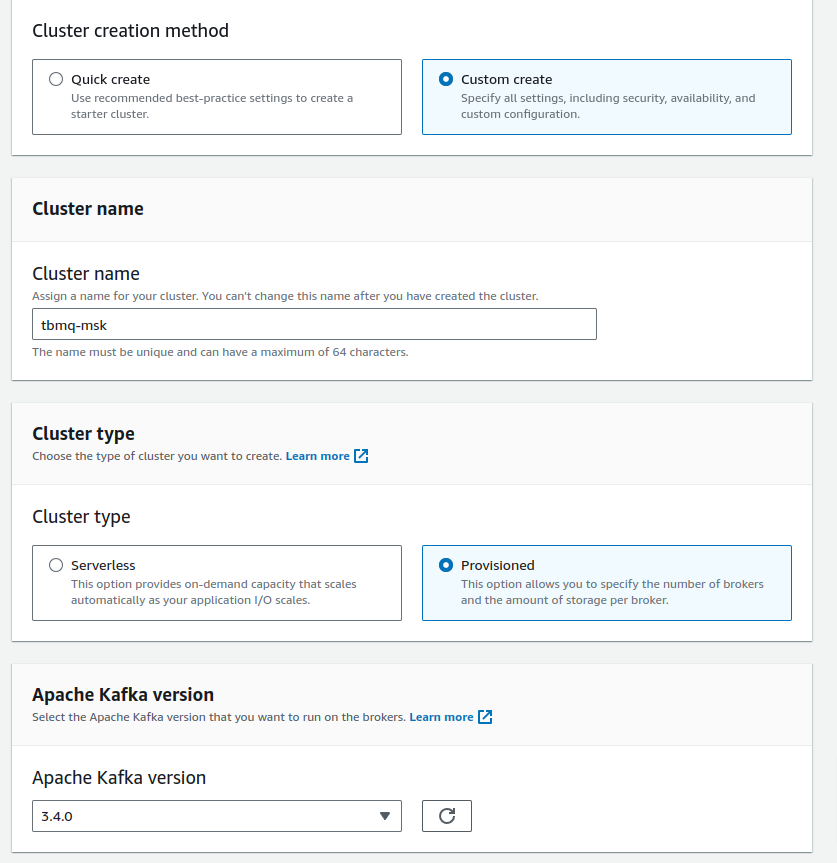 Cluster creation method
Quick create
Use recommended best-practice settings to create a
starter cluster.
Custom create
Specify all settings, including security, availability, and
custom configuration.
Cluster name
Cluster name
Assign a name for your cluster. You can't change this name after you have created the cluster.
tbmq-msk
The name must be unique and can have a maximum of 64 characters.
Cluster type
Choose the type of cluster you want to create. Learn more
Cluster type
Serverless
This option provides on-demand capacity that scales
automatically as your application I/O scales.
Provisioned
This option allows you to specify the number of brokers
and the amount of storage per broker.
Apache Kafka version
Select the Apache Kafka version that you want to run on the brokers. Learn more
Apache Kafka version
3.4.0